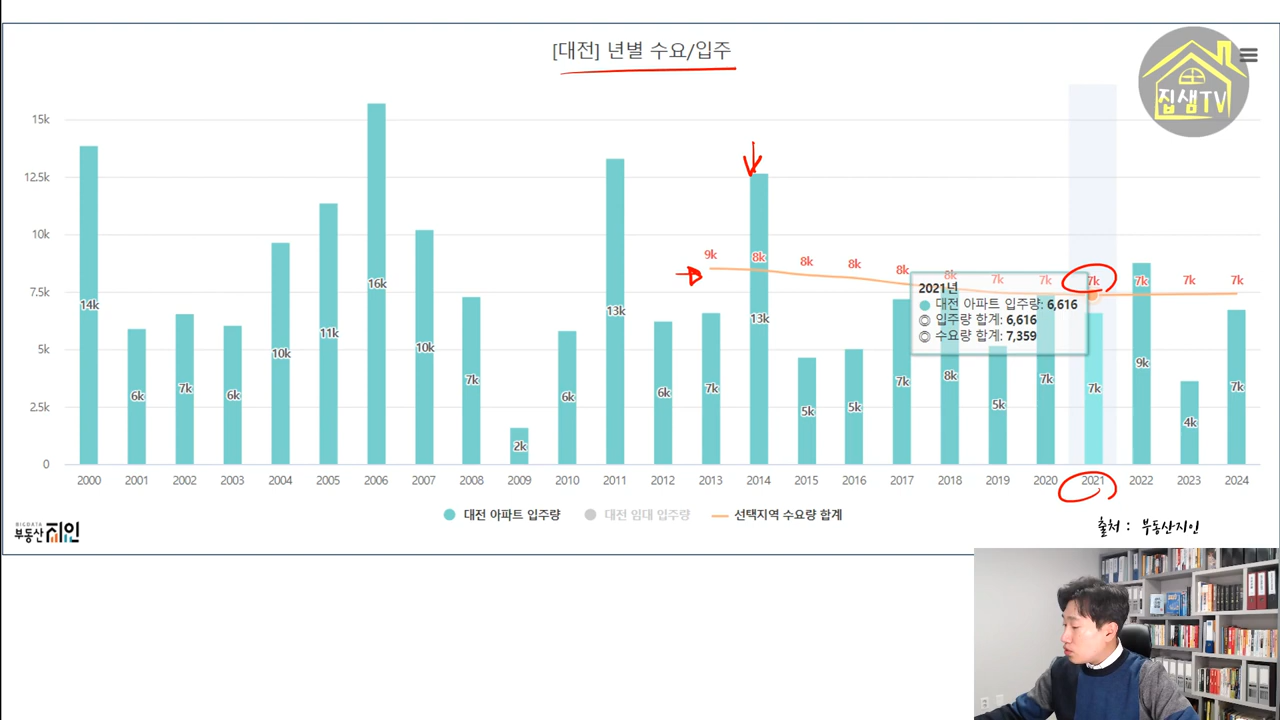 [대전] 년별 수요/입주
집샘TV
15k
12.5k
10k
7.5k
5k
2.5k
0
14k
6k
7k
6k
10k
11k
16k
10k
7k
2k
6k
13k
6k
7k
13k
5k
5k
7k
8k
5k
7k
7k
9k
4k
7k
9k
8k
8k
8k
8k
8k
7k
7k
7k
7k
7k
7k
2021년
대전 아파트 입주량: 6,616
입주량 합계: 6,616
수요량 합계: 7,359
2000 2001 2002 2003 2004 2005 2006 2007 2008 2009 2010 2011 2012 2013 2014 2015 2016 2017 2018 2019 2020 2021 2022 2023 2024
대전 아파트 입주량 대전 임대 입주량 선택지역 수요량 합계
BIGDATA
부동산지인
출처 : 부동산지인